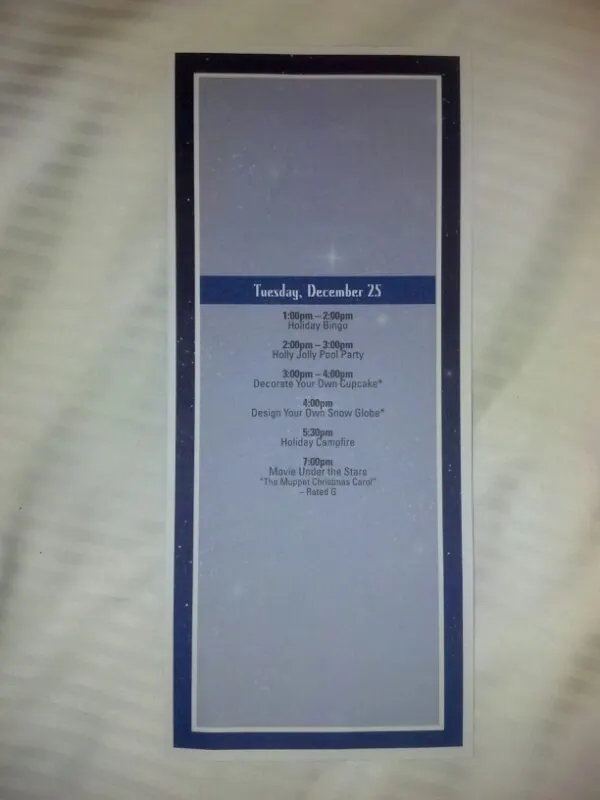 Tuesday, December 25
1:00pm – 2:00pm
Holiday Bingo
2:00pm – 3:00pm
Holly Jolly Pool Party
3:00pm – 4:00pm
Decorate Your Own Cupcake*
4:00pm
Design Your Own Snow Globe*
5:30pm
Holiday Campfire
7:00pm
Movie Under the Stars
"The Muppet Christmas Carol"
– Rated G